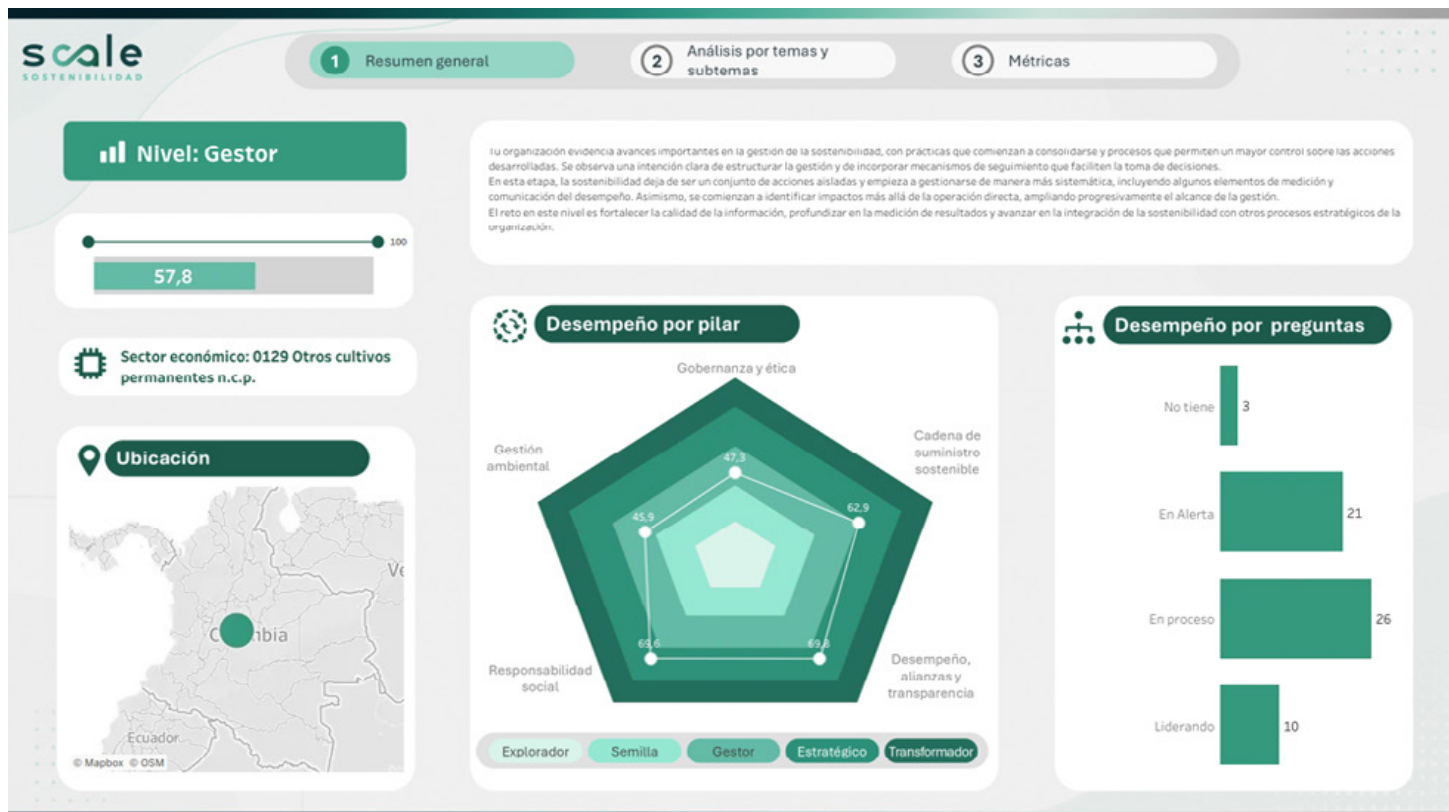 scale
SOSTENIBILIDAD
1 Resumen general
2 Análisis por temas y
subtemas
3 Métricas
Nivel: Gestor
100
57,8
Sector económico: 0129 Otros cultivos
permanentes n.c.p.
Ubicación
Colombia
Ve
Ecuador
© Mapbox © OSM
Tu organización evidencia avances importantes en la gestión de la sostenibilidad, con prácticas que comienzan a consolidarse y procesos que permiten un mayor control sobre las acciones
desarrolladas. Se observa una intención clara de estructurar la gestión y de incorporar mecanismos de seguimiento que faciliten la toma de decisiones.
En esta etapa, la sostenibilidad deja de ser un conjunto de acciones aisladas y empieza a gestionarse de manera más sistemática, incluyendo algunos elementos de medición y
comunicación del desempeño. Asimismo, se comienzan a identificar impactos más allá de la operación directa, ampliando progresivamente el alcance de la gestión.
El reto en este nivel es fortalecer la calidad de la información, profundizar en la medición de resultados y avanzar en la integración de la sostenibilidad con otros procesos estratégicos de la
organización.
Desempeño por pilar
Gobernanza y ética
47,3
Cadena de
suministro
sostenible
62,9
Gestión
ambiental
45,9
Responsabilidad
social
69,6
Desempeño,
alianzas y
transparencia
69,8
Explorador
Semilla
Gestor
Estratégico
Transformador
Desempeño por preguntas
No tiene 3
En Alerta 21
En proceso 26
Liderando 10